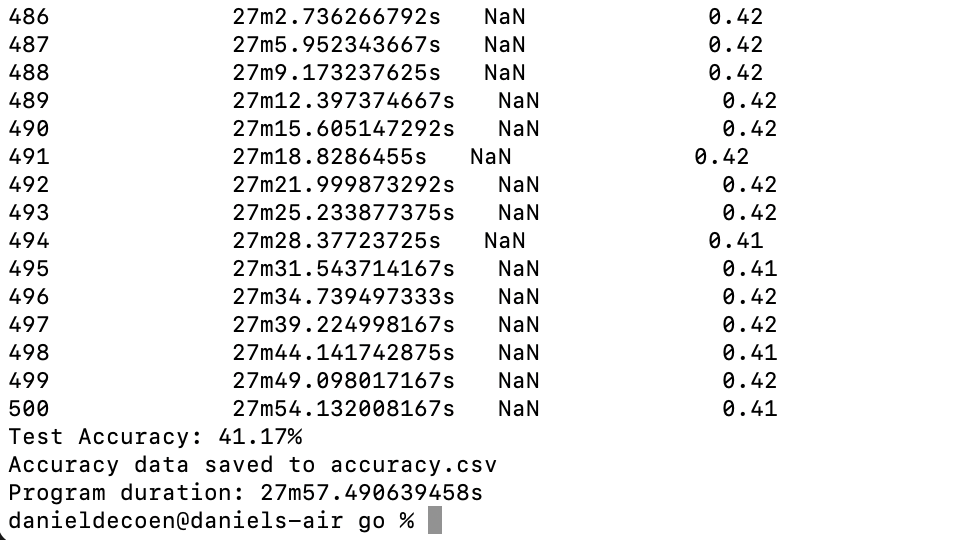 486 27m2.736266792s NaN 0.42
487 27m5.952343667s NaN 0.42
488 27m9.173237625s NaN 0.42
489 27m12.397374667s NaN 0.42
490 27m15.605147292s NaN 0.42
491 27m18.8286455s NaN 0.42
492 27m21.999873292s NaN 0.42
493 27m25.233877375s NaN 0.42
494 27m28.37723725s NaN 0.41
495 27m31.543714167s NaN 0.41
496 27m34.739497333s NaN 0.42
497 27m39.224998167s NaN 0.42
498 27m44.141742875s NaN 0.41
499 27m49.098017167s NaN 0.42
500 27m54.132008167s NaN 0.41
Test Accuracy: 41.17%
Accuracy data saved to accuracy.csv
Program duration: 27m57.490639458s
danieldecoen@daniels-air go %